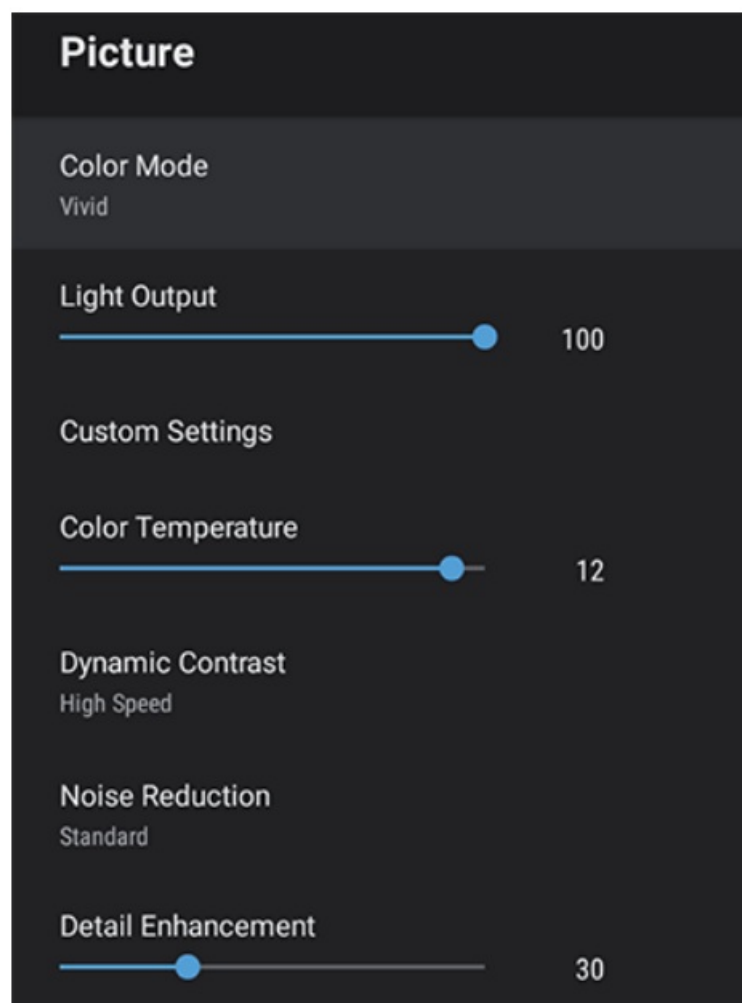 Picture
Color Mode
Vivid
Light Output
100
Custom Settings
Color Temperature
12
Dynamic Contrast
High Speed
Noise Reduction
Standard
Detail Enhancement
30